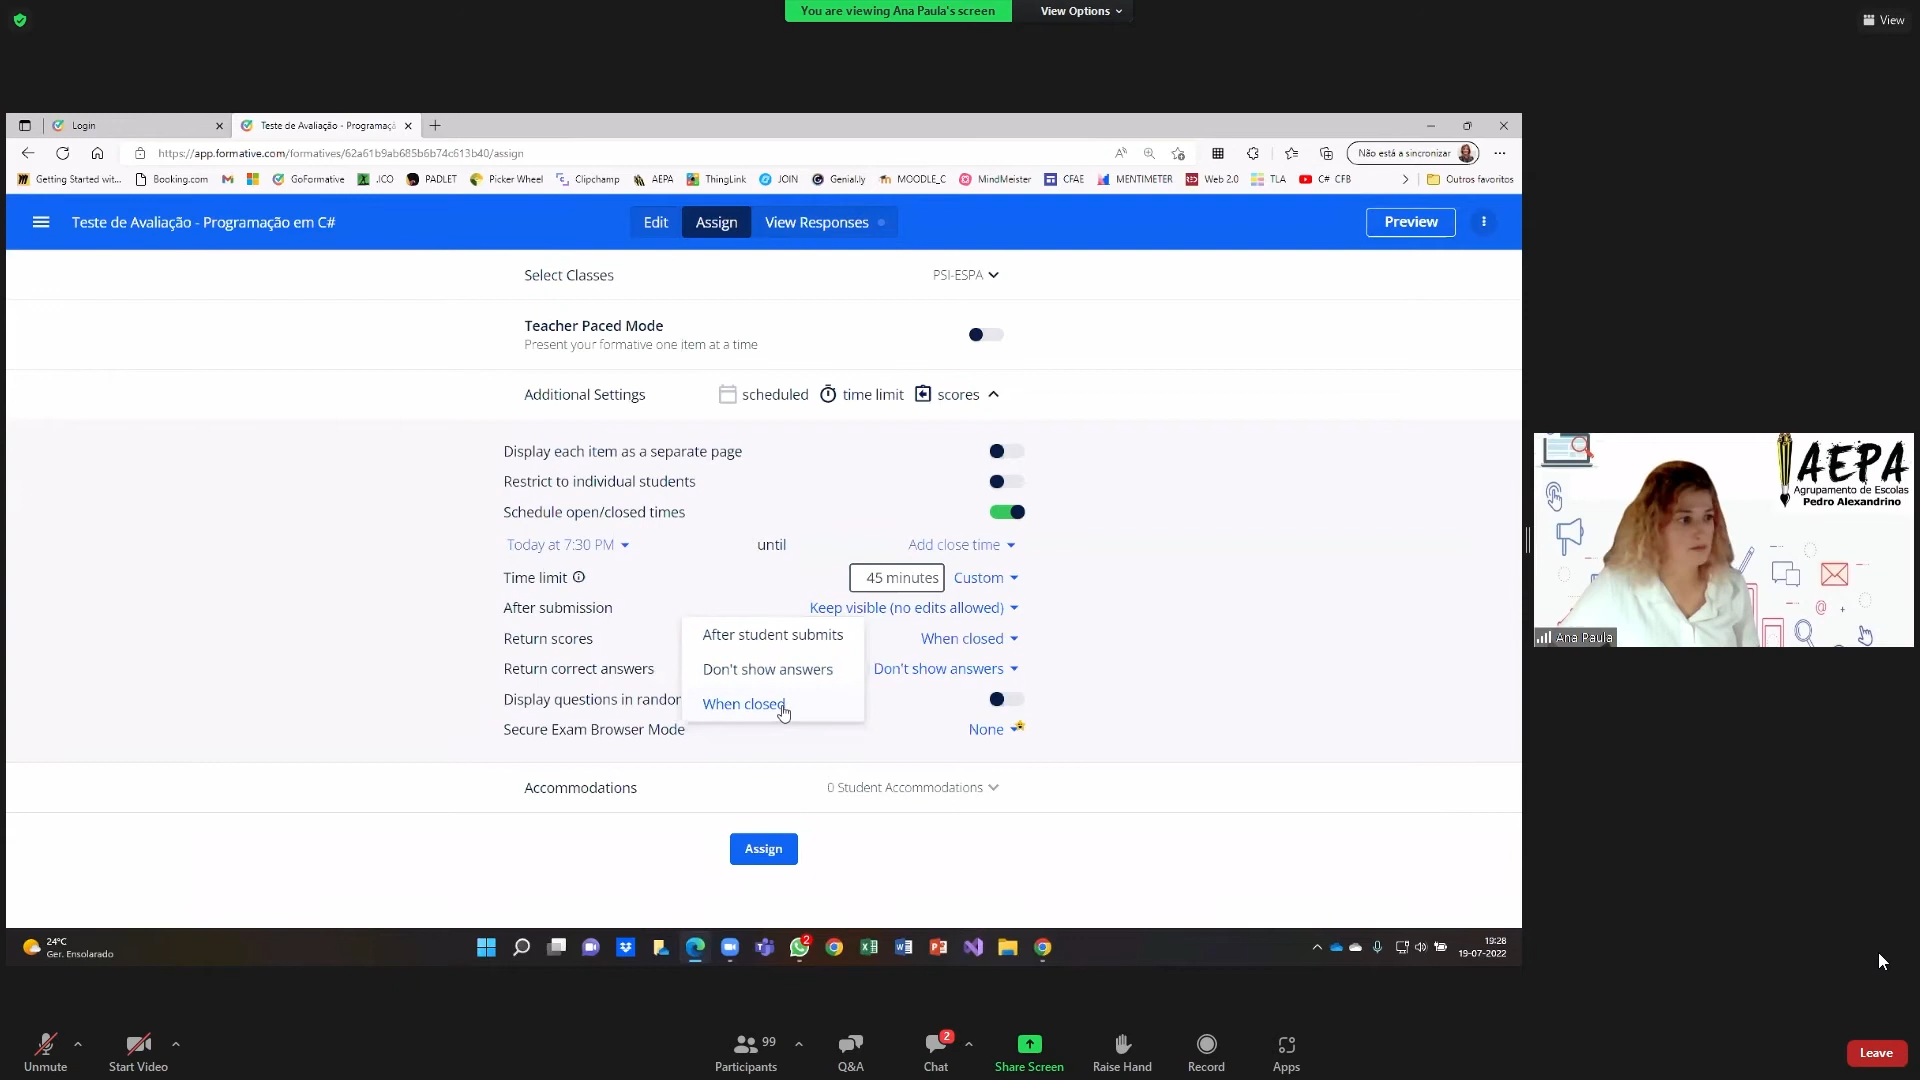 You are viewing Ana Paula's screen
View Options
View
Login
Teste de Avaliação - Programaçã
https://app.formative.com/formatives/62a61b9ab685b6b74c613b40/assign
Não está a sincronizar
Getting Started wit...
Booking.com
GoFormative
.ICO
PADLET
Picker Wheel
Clipchamp
AEPA
ThingLink
JOIN
Genial.ly
MOODLE_C
MindMeister
CFAE
MENTIMETER
Web 2.0
TLA
C# CFB
Outros favoritos
Teste de Avaliação - Programação em C#
Edit
Assign
View Responses
Preview
Select Classes
PSI-ESPA
Teacher Paced Mode
Present your formative one item at a time
Additional Settings
scheduled
time limit
scores
Display each item as a separate page
Restrict to individual students
Schedule open/closed times
Today at 7:30 PM
until
Add close time
Time limit
45 minutes
Custom
After submission
Keep visible (no edits allowed)
Return scores
When closed
Return correct answers
Don't show answers
Display questions in random
Secure Exam Browser Mode
None
After student submits
Don't show answers
When closed
Accommodations
0 Student Accommodations
Assign
AEPA
Agrupamento de Escolas
Pedro Alexandrino
Ana Paula
24°C
Ger. Ensolarado
2
19:28
19-07-2022
Unmute
Start Video
99
Participants
Q&A
2
Chat
Share Screen
Raise Hand
Record
Apps
Leave